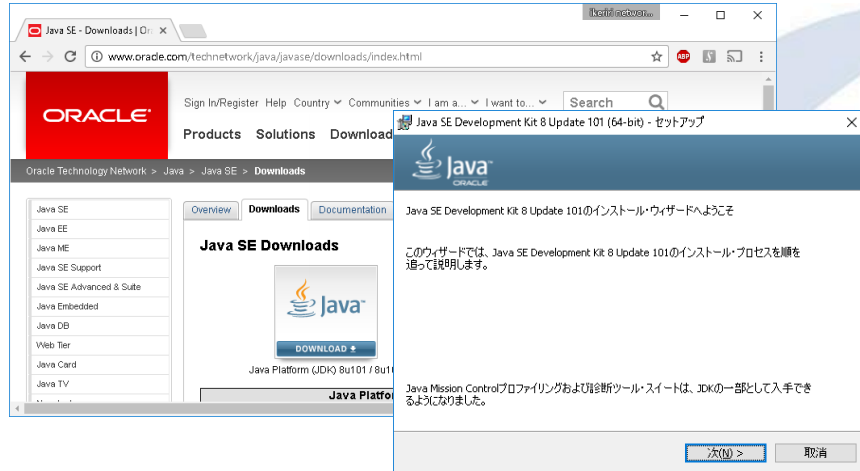 Ikeriri networ...
Java SE - Downloads | Ora
www.oracle.com/technetwork/java/javase/downloads/index.html
ABP
ORACLE
Sign In/Register Help Country Communities I am a... I want to... Search
Products Solutions Download
Oracle Technology Network > Java > Java SE > Downloads
Java SE
Java EE
Java ME
Java SE Support
Java SE Advanced & Suite
Java Embedded
Java DB
Web Tier
Java Card
Java TV
Overview Downloads Documentation
Java SE Downloads
Java
DOWNLOAD
Java Platform (JDK) 8u101 / 8u1
Java Platfo
Java SE Development Kit 8 Update 101 (64-bit) - セットアップ
Java
ORACLE
Java SE Development Kit 8 Update 101のインストール・ウィザードへようこそ
このウィザードでは、Java SE Development Kit 8 Update 101のインストール・プロセスを順を
追って説明します。
Java Mission Controlプロファイリングおよび診断ツール・スイートは、JDKの一部として入手でき
るようになりました。
次(N) >
取消